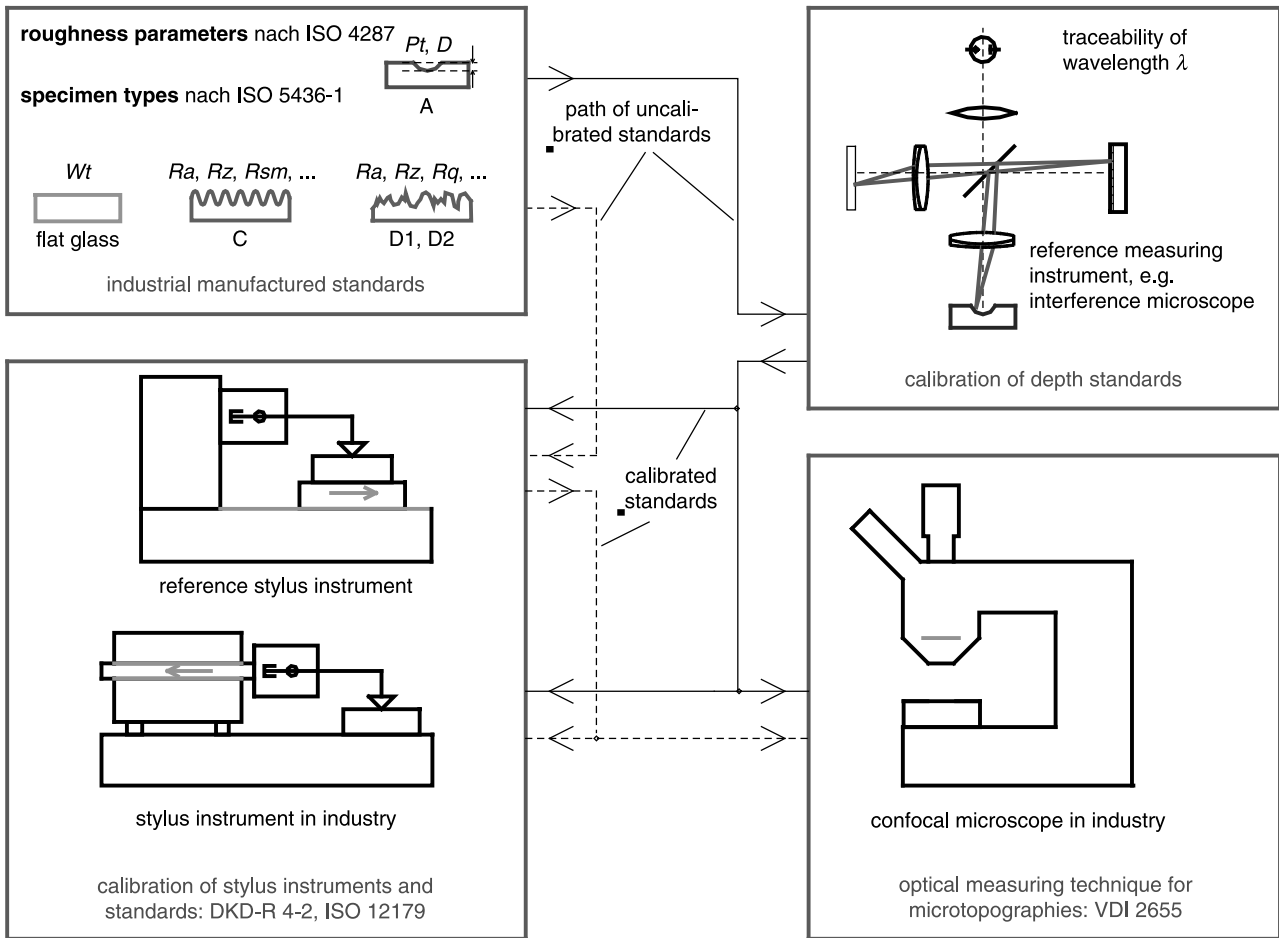 roughness parameters nach ISO 4287
Pt, D
specimen types nach ISO 5436-1
A
Wt
Ra, Rz, Rsm, ...
Ra, Rz, Rq, ...
flat glass
C
D1, D2
industrial manufactured standards
path of uncali-
brated standards
traceability of
wavelength λ
reference measuring
instrument, e.g.
interference microscope
calibration of depth standards
calibrated
standards
reference stylus instrument
stylus instrument in industry
calibration of stylus instruments and
standards: DKD-R 4-2, ISO 12179
confocal microscope in industry
optical measuring technique for
microtopographies: VDI 2655